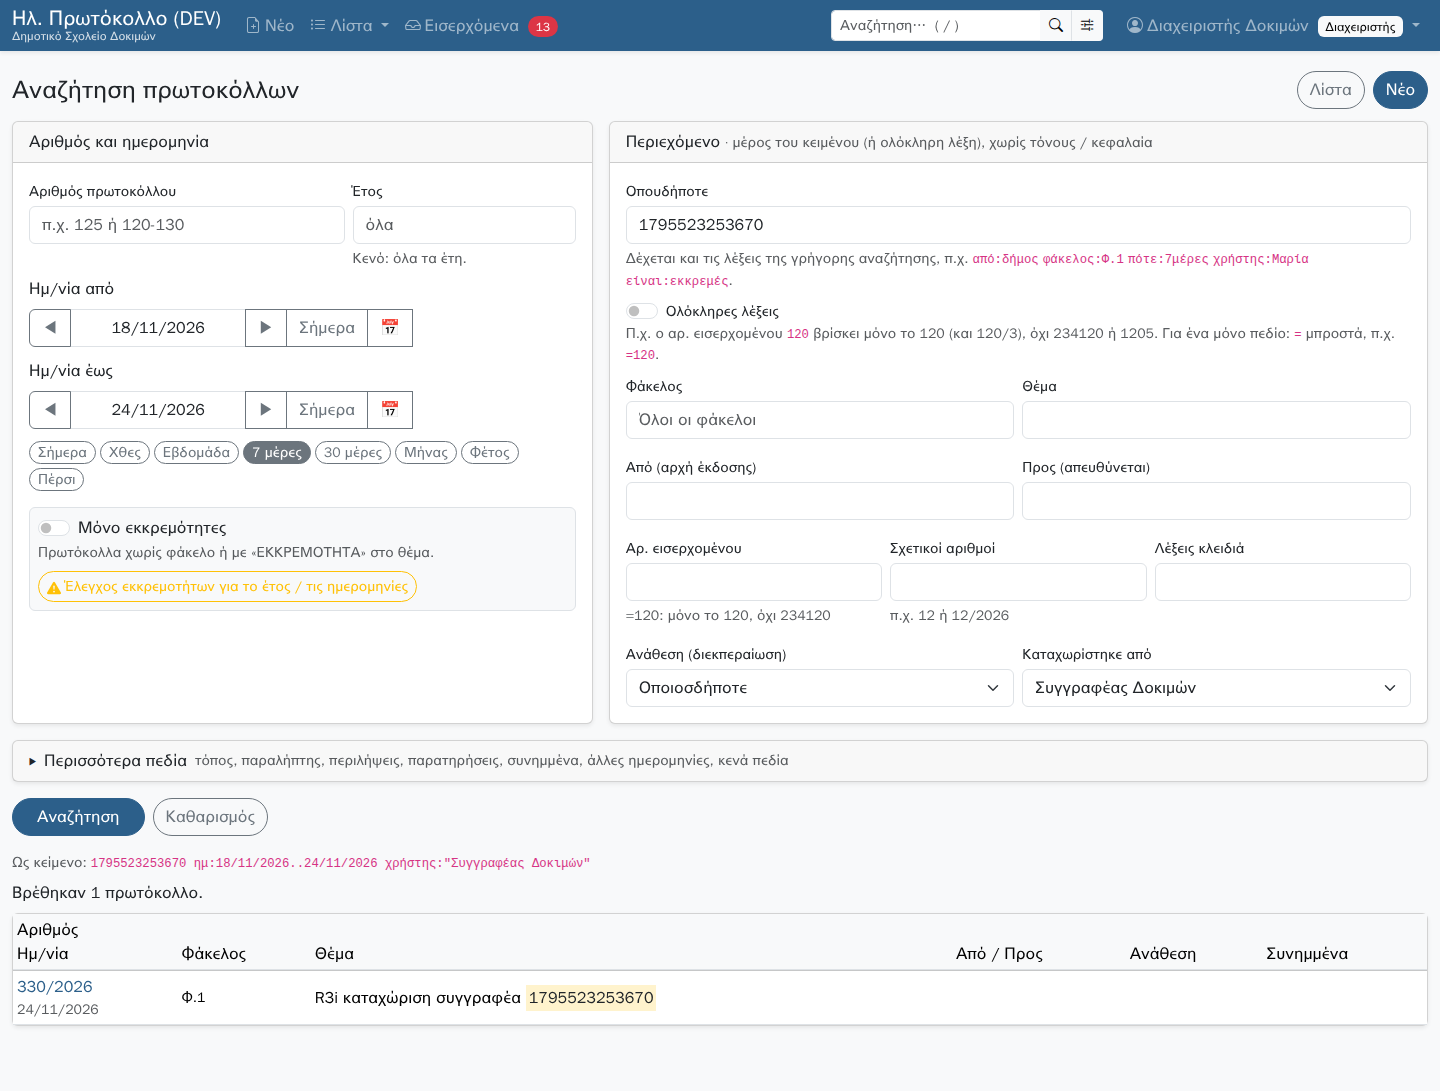 Ηλ. Πρωτόκολλο (DEV)
Δημοτικό Σχολείο Δοκιμών
Νέο
Λίστα
Εισερχόμενα 13
Αναζήτηση… ( / )
Διαχειριστής Δοκιμών Διαχειριστής
Αναζήτηση πρωτοκόλλων
Λίστα
Νέο
Αριθμός και ημερομηνία
Αριθμός πρωτοκόλλου
Έτος
π.χ. 125 ή 120-130
όλα
Κενό: όλα τα έτη.
Ημ/νία από
18/11/2026
Σήμερα
Ημ/νία έως
24/11/2026
Σήμερα
Σήμερα Χθες Εβδομάδα 7 μέρες 30 μέρες Μήνας Φέτος
Πέρσι
Μόνο εκκρεμότητες
Πρωτόκολλα χωρίς φάκελο ή με «ΕΚΚΡΕΜΟΤΗΤΑ» στο θέμα.
Έλεγχος εκκρεμοτήτων για το έτος / τις ημερομηνίες
Περιεχόμενο · μέρος του κειμένου (ή ολόκληρη λέξη), χωρίς τόνους / κεφαλαία
Οπουδήποτε
1795523253670
Δέχεται και τις λέξεις της γρήγορης αναζήτησης, π.χ. από:δήμος φάκελος:Φ.1 πότε:7μέρες χρήστης:Μαρία
είναι:εκκρεμές.
Ολόκληρες λέξεις
Π.χ. ο αρ. εισερχομένου 120 βρίσκει μόνο το 120 (και 120/3), όχι 234120 ή 1205. Για ένα μόνο πεδίο: = μπροστά, π.χ.
=120.
Φάκελος
Θέμα
Όλοι οι φάκελοι
Από (αρχή έκδοσης)
Προς (απευθύνεται)
Αρ. εισερχομένου
Σχετικοί αριθμοί
Λέξεις κλειδιά
=120: μόνο το 120, όχι 234120
π.χ. 12 ή 12/2026
Ανάθεση (διεκπεραίωση)
Καταχωρίστηκε από
Οποιοσδήποτε
Συγγραφέας Δοκιμών
Περισσότερα πεδία τόπος, παραλήπτης, περιλήψεις, παρατηρήσεις, συνημμένα, άλλες ημερομηνίες, κενά πεδία
Αναζήτηση
Καθαρισμός
Ως κείμενο: 1795523253670 ημ:18/11/2026..24/11/2026 χρήστης:"Συγγραφέας Δοκιμών"
Βρέθηκαν 1 πρωτόκολλο.
Αριθμός
Ημ/νία Φάκελος Θέμα Από / Προς Ανάθεση Συνημμένα
330/2026
24/11/2026
Φ.1
R3i καταχώριση συγγραφέα 1795523253670